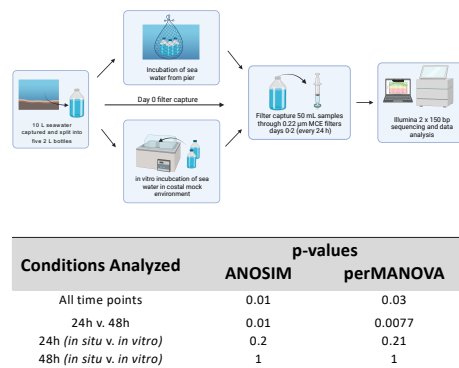 Incubation of sea
water from pier
10 L seawater
captured and split into
five 2 L bottles
Day 0 filter capture
in vitro incubation of sea
water in costal mock
environment
Filter capture 50 mL samples
through 0.22 µm MCE filters
days 0-2 (every 24 h)
Illumina 2 x 150 bp
sequencing and data
analysis
Conditions Analyzed p-values
ANOSIM perMANOVA
All time points 0.01 0.03
24h v. 48h 0.01 0.0077
24h (in situ v. in vitro) 0.2 0.21
48h (in situ v. in vitro) 1 1